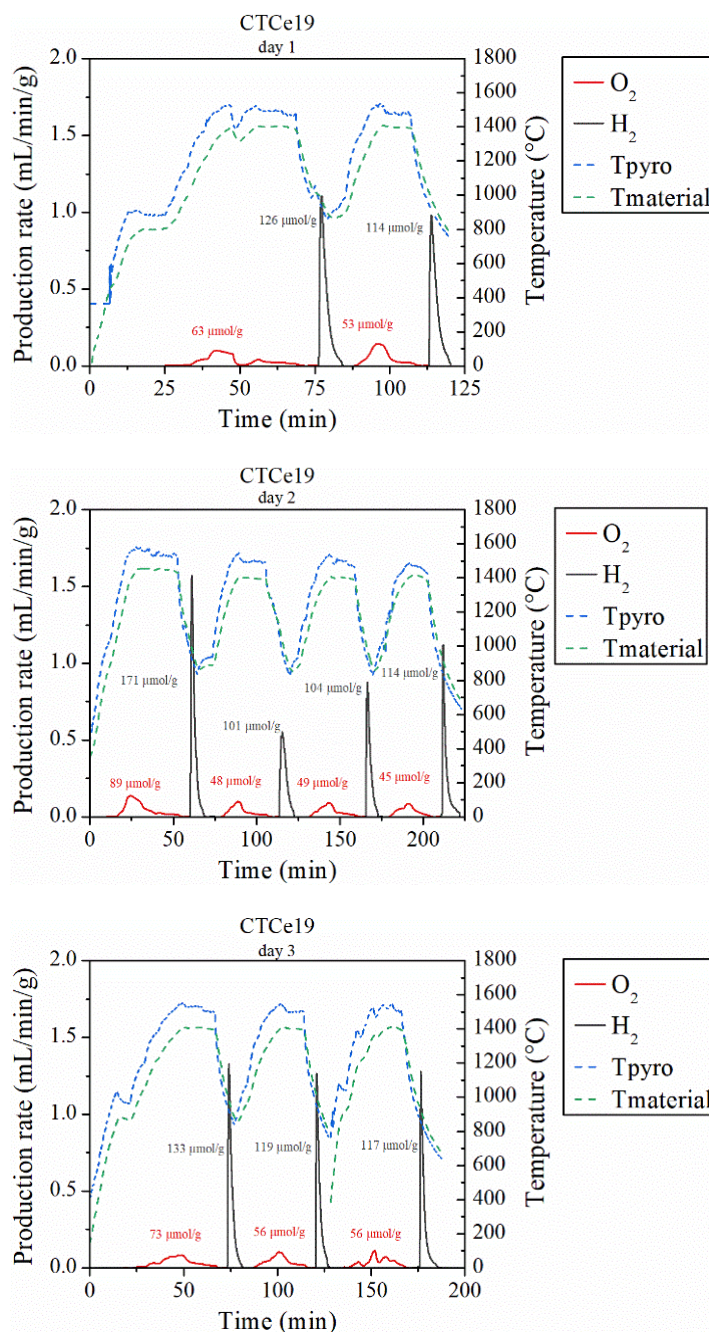 CTCe19
day 1
Production rate (mL/min/g)
2.0
1.5
1.0
0.5
0.0
0 25 50 75 100 125
Time (min)
1800
1600
1400
1200
1000
800
600
400
200
0
Temperature (°C)
63 µmol/g
126 µmol/g
53 µmol/g
114 µmol/g
O2
H2
Tpyro
Tmaterial
CTCe19
day 2
Production rate (mL/min/g)
2.0
1.5
1.0
0.5
0.0
0 50 100 150 200
Time (min)
1800
1600
1400
1200
1000
800
600
400
200
0
Temperature (°C)
89 µmol/g
171 µmol/g
48 µmol/g
101 µmol/g
49 µmol/g
104 µmol/g
45 µmol/g
114 µmol/g
O2
H2
Tpyro
Tmaterial
CTCe19
day 3
Production rate (mL/min/g)
2.0
1.5
1.0
0.5
0.0
0 50 100 150 200
Time (min)
1800
1600
1400
1200
1000
800
600
400
200
0
Temperature (°C)
73 µmol/g
133 µmol/g
56 µmol/g
119 µmol/g
56 µmol/g
117 µmol/g
O2
H2
Tpyro
Tmaterial